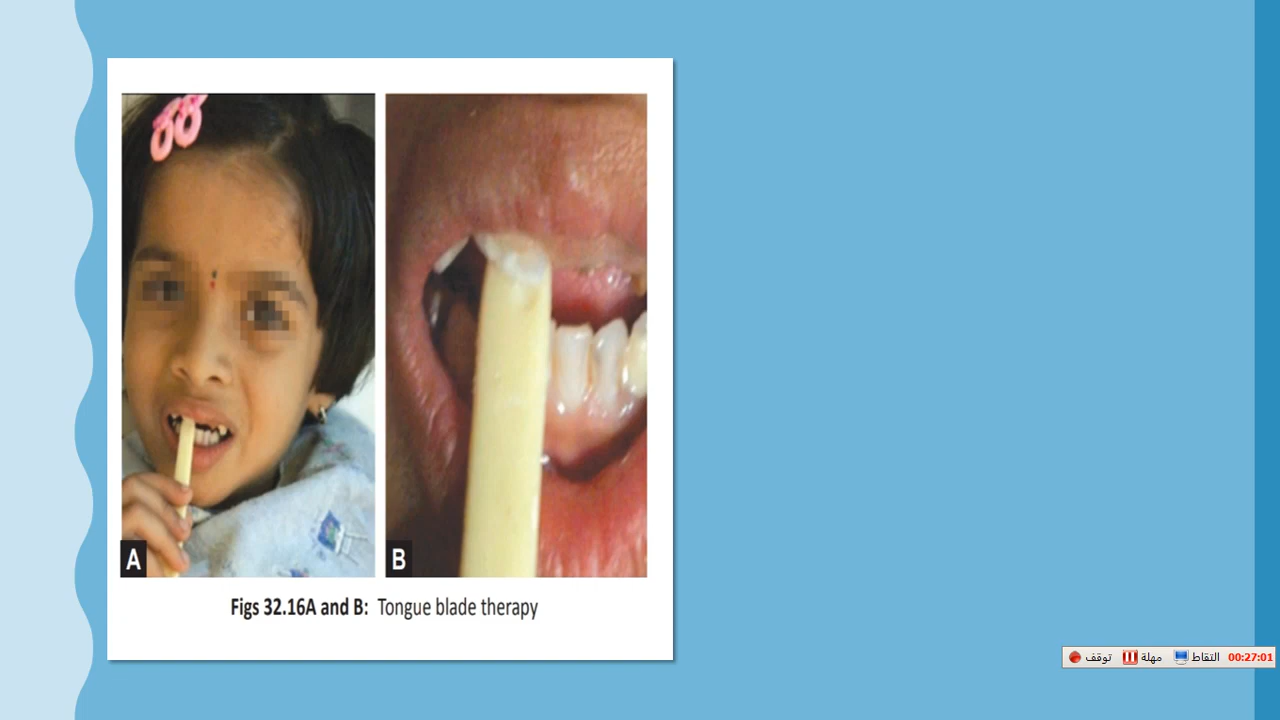 A
B
Figs 32.16A and B: Tongue blade therapy
توقف مهلة التقاط 00:27:01